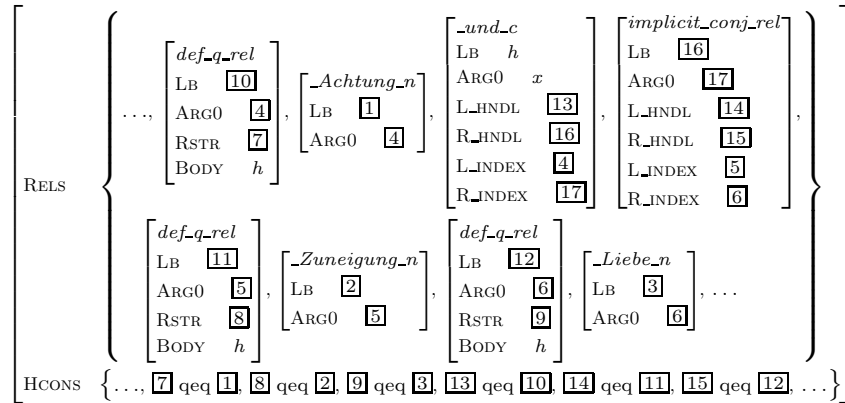 …, def_q_rel, _Achtung_n, _und_c, implicit_conj_rel
RELS
def_q_rel
LB 10
ARG0 4
RSTR 7
BODY h
_Achtung_n
LB 1
ARG0 4
_und_c
LB h
ARG0 x
L_HNDL 13
R_HNDL 16
L_INDEX 4
R_INDEX 17
implicit_conj_rel
LB 16
ARG0 17
L_HNDL 14
R_HNDL 15
L_INDEX 5
R_INDEX 6
def_q_rel
LB 11
ARG0 5
RSTR 8
BODY h
_Zuneigung_n
LB 2
ARG0 5
def_q_rel
LB 12
ARG0 6
RSTR 9
BODY h
_Liebe_n
LB 3
ARG0 6
, …
HCONS {…, 7 qeq 1, 8 qeq 2, 9 qeq 3, 13 qeq 10, 14 qeq 11, 15 qeq 12, …}